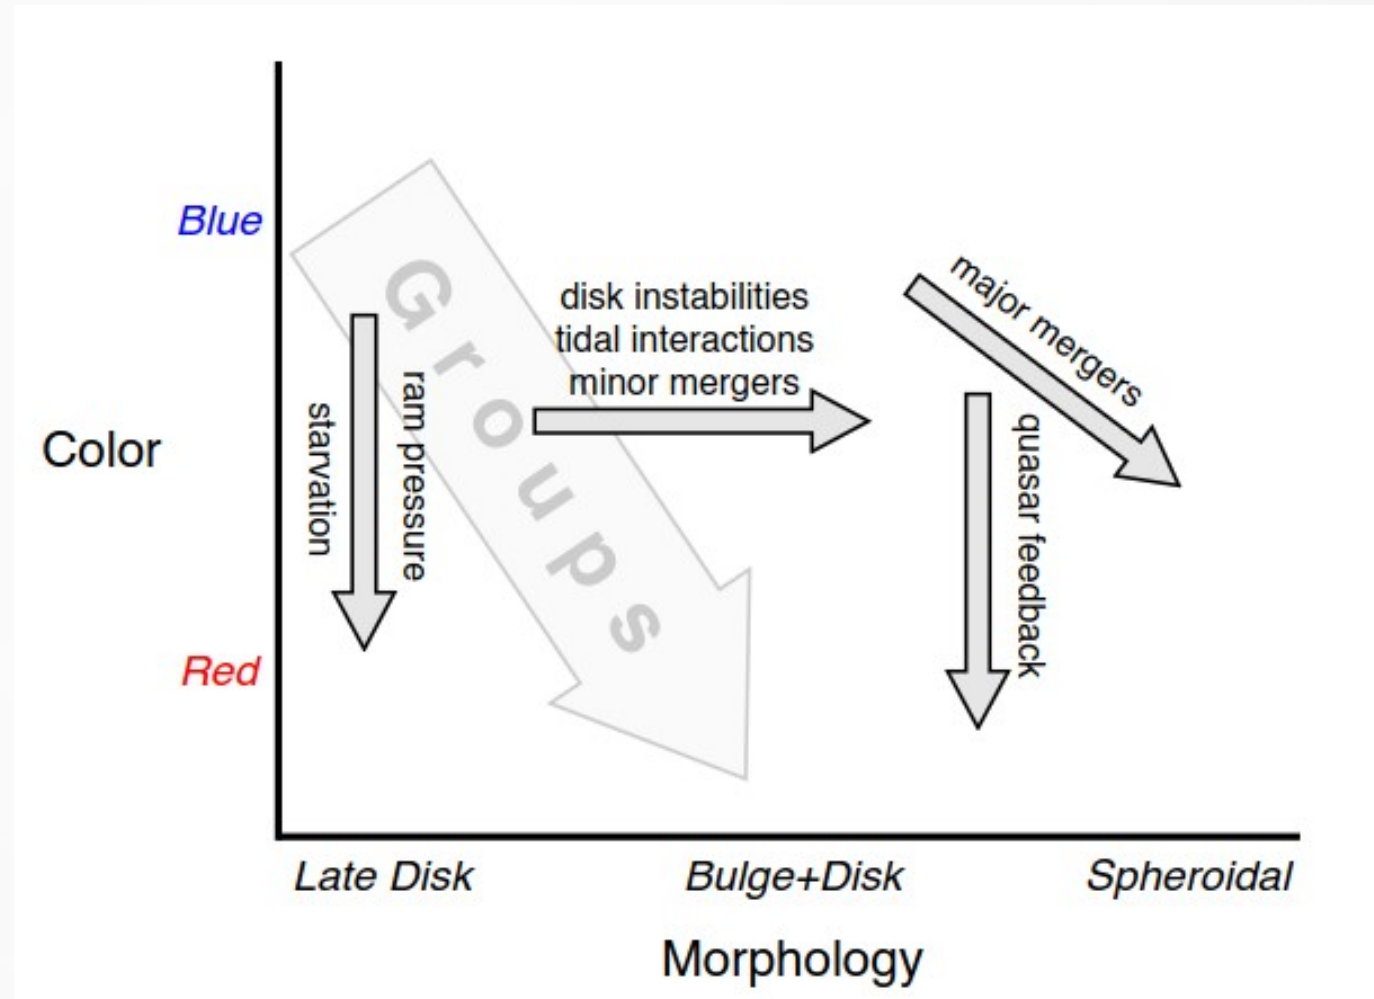 Blue
Groups
disk instabilities
tidal interactions
minor mergers
major mergers
Color
starvation
ram pressure
quasar feedback
Red
Late Disk
Bulge+Disk
Spheroidal
Morphology